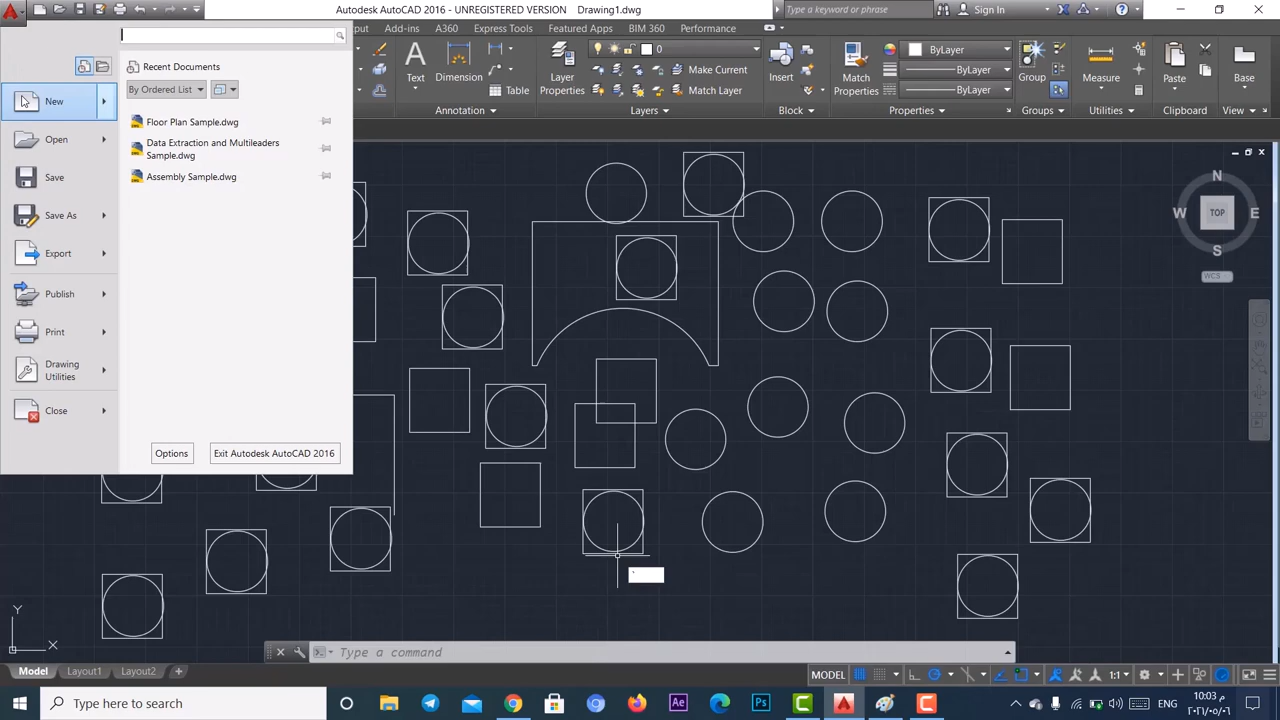 Autodesk AutoCAD 2016 - UNREGISTERED VERSION Drawing1.dwg
Type a keyword or phrase
Sign In
Output
Add-ins
A360
Express Tools
Featured Apps
BIM 360
Performance
Recent Documents
By Ordered List
New
Open
Save
Save As
Export
Publish
Print
Drawing
Utilities
Close
Floor Plan Sample.dwg
Data Extraction and Multileaders
Sample.dwg
Assembly Sample.dwg
Options
Exit Autodesk AutoCAD 2016
Text
Dimension
Table
Annotation
Layer
Properties
0
Make Current
Match Layer
Layers
Insert
Block
Match
Properties
ByLayer
ByLayer
ByLayer
Properties
Group
Groups
Measure
Utilities
Paste
Clipboard
Base
View
N
W
TOP
E
S
WCS
Y
X
Type a command
Model
Layout1
Layout2
+
MODEL
1:1
Type here to search
Ae
Ps
ENG